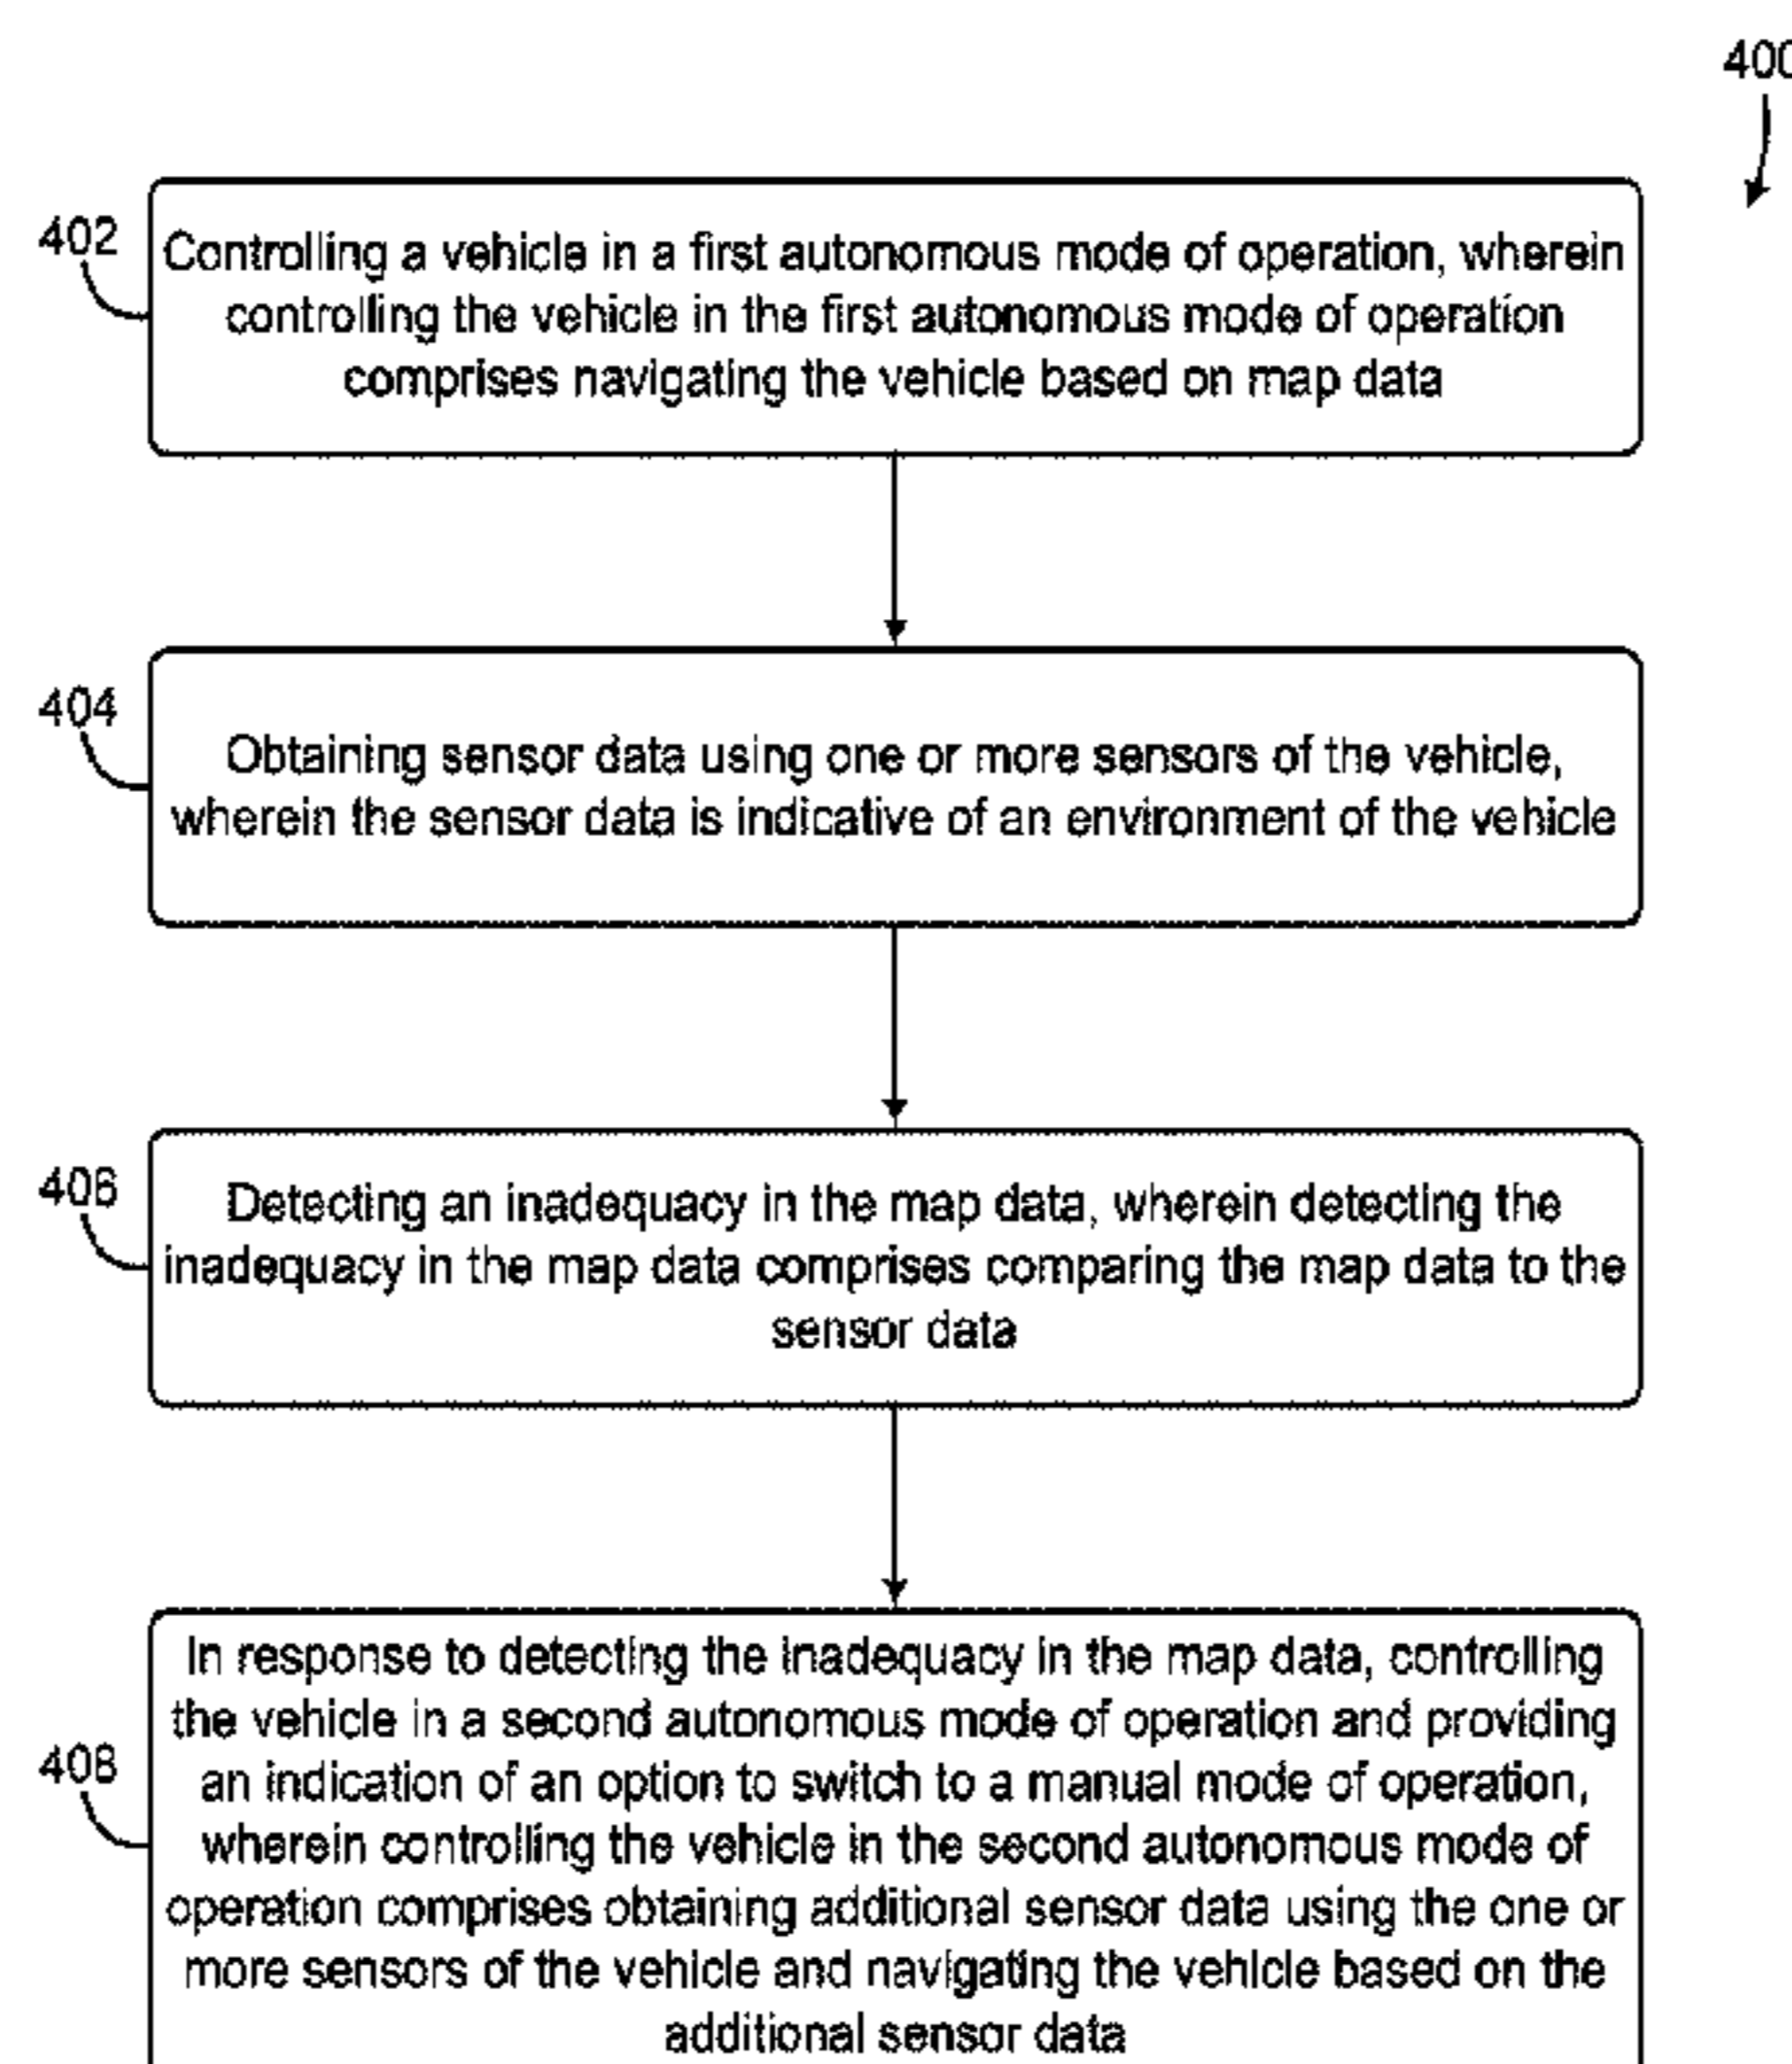 400
402
Controlling a vehicle in a first autonomous mode of operation, wherein
controlling the vehicle in the first autonomous mode of operation
comprises navigating the vehicle based on map data
404
Obtaining sensor data using one or more sensors of the vehicle,
wherein the sensor data is indicative of an environment of the vehicle
406
Detecting an inadequacy in the map data, wherein detecting the
inadequacy in the map data comprises comparing the map data to the
sensor data
408
In response to detecting the inadequacy in the map data, controlling
the vehicle in a second autonomous mode of operation and providing
an indication of an option to switch to a manual mode of operation,
wherein controlling the vehicle in the second autonomous mode of
operation comprises obtaining additional sensor data using the one or
more sensors of the vehicle and navigating the vehicle based on the
additional sensor data